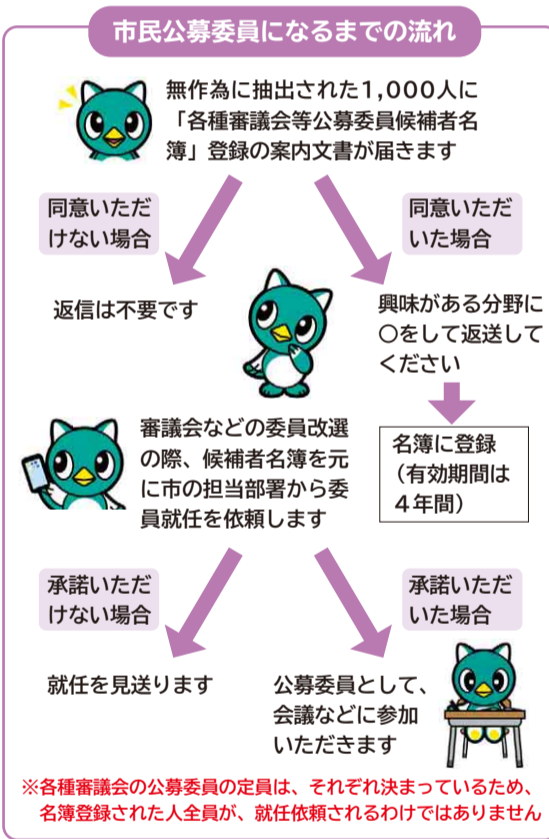 市民公募委員になるまでの流れ
無作為に抽出された1,000人に
「各種審議会等公募委員候補者名
簿」登録の案内文書が届きます
同意いただ
けない場合
返信は不要です
同意いただ
いた場合
興味がある分野に
〇をして返送して
ください
名簿に登録
（有効期間は
４年間）
審議会などの委員改選
の際、候補者名簿を元
に市の担当部署から委
員就任を依頼します
承諾いただ
けない場合
就任を見送ります
承諾いただ
いた場合
公募委員として、
会議などに参加
いただきます
※各種審議会の公募委員の定員は、それぞれ決まっているため、
名簿登録された人全員が、就任依頼されるわけではありません